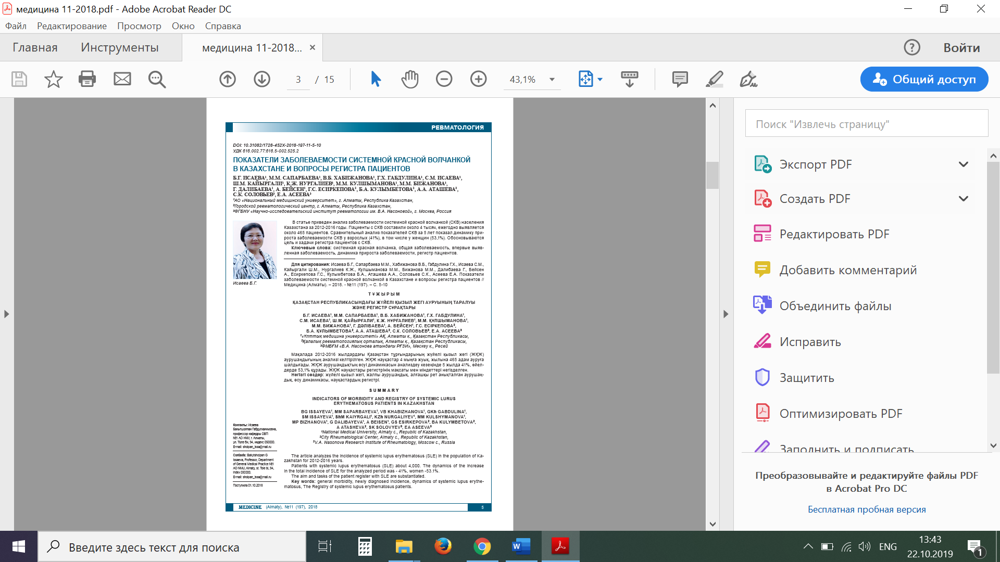 медицина 11-2018.pdf - Adobe Acrobat Reader DC
Файл Редактирование Просмотр Окно Справка
Главная Инструменты медицина 11-2018... Войти
3 / 15 43,1% Общий доступ
РЕВМАТОЛОГИЯ
DOI: 10.31082/1728-452X-2018-197-11-5-10
УДК 616.002.77:616.5-002.525.2
ПОКАЗАТЕЛИ ЗАБОЛЕВАЕМОСТИ СИСТЕМНОЙ КРАСНОЙ ВОЛЧАНКОЙ
В КАЗАХСТАНЕ И ВОПРОСЫ РЕГИСТРА ПАЦИЕНТОВ
Б.Г. ИСАЕВА¹, М.М. САПАРБАЕВА¹, В.Б. ХАБИЖАНОВА¹, Г.Х. ГАБДУЛИНА¹, С.М. ИСАЕВА¹,
Ш.М. КАЙЫРГАЛИ¹, К.Ж. НУРГАЛИЕВ¹, М.М. КУЛШЫМАНОВА¹, М.М. БИЖАНОВА¹,
Г. ДАЛИБАЕВА¹, А. БЕЙСЕН¹, Г.С. ЕСИРКЕПОВА², Б.А. КУЛЫМБЕТОВА², А.А. АТАШЕВА²,
С.К. СОЛОВЬЕВ³, Е.А. АСЕЕВА³
¹АО «Национальный медицинский университет», г. Алматы, Республика Казахстан,
²Городской ревматологический центр, г. Алматы, Республика Казахстан,
³ФГБНУ «Научно-исследовательский институт ревматологии им. В.А. Насоновой», г. Москва, Россия
Исаева Б.Г.
В статье приведен анализ заболеваемости системной красной волчанкой (СКВ) населения
Казахстана за 2012-2016 годы. Пациенты с СКВ составили около 4 тысяч, ежегодно выявляется
около 465 пациентов. Сравнительный анализ показателей СКВ за 5 лет показал динамику при-
роста заболеваемости СКВ у взрослых (41%), в том числе у женщин (53,1%). Обосновываются
цель и задачи регистра пациентов с СКВ.
Ключевые слова: системная красная волчанка, общая заболеваемость, впервые выяв-
ленная заболеваемость, динамика прироста заболеваемости, регистр пациентов.
Для цитирования: Исаева Б.Г., Сапарбаева М.М., Хабижанова В.Б., Габдулина Г.Х., Исаева С.М.,
Кайыргали Ш.М., Нургалиев К.Ж., Кулшыманова М.М., Бижанова М.М., Далибаева Г., Бейсен
А., Есиркепова Г.С., Кулымбетова Б.А., Аташева А.А., Соловьев С.К., Асеева Е.А. Показатели
заболеваемости системной красной волчанкой в Казахстане и вопросы регистра пациентов //
Медицина (Алматы). – 2018. - №11 (197). – С. 5-10
ТҰЖЫРЫМ
ҚАЗАҚСТАН РЕСПУБЛИКАСЫНДАҒЫ ЖҮЙЕЛІ ҚЫЗЫЛ ЖЕГІ АУРУЫНЫҢ ТАРАЛУЫ
ЖӘНЕ РЕГИСТР СҰРАҚТАРЫ
Б.Г. ИСАЕВА¹, М.М. САПАРБАЕВА¹, В.Б. ХАБИЖАНОВА¹, Г.Х. ГАБДУЛИНА¹,
С.М. ИСАЕВА¹, Ш.М. ҚАЙЫРҒАЛИ¹, К.Ж. НҰРҒАЛИЕВ¹, М.М. ҚҰЛШЫМАНОВА¹,
М.М. БИЖАНОВА¹, Г. ДӘЛІБАЕВА¹, А. БЕЙСЕН¹, Г.С. ЕСІРКЕПОВА²,
Б.А. ҚҰЛЫМБЕТОВА², А.А. АТАШЕВА², С.К. СОЛОВЬЕВ³, Е.А. АСЕЕВА³
¹«Ұлттық медицина университеті» АҚ, Алматы қ., Қазақстан Республикасы,
²Қалалық ревматологиялық орталық, Алматы қ., Қазақстан Республикасы,
³ФМБҒМ «В.А. Насонова атындағы РҒЗИ», Мәскеу қ., Ресей
Мақалада 2012-2016 жылдардағы Қазақстан тұрғындарының жүйелі қызыл жегі (ЖҚЖ)
аурушаңдығының анализі келтірілген. ЖҚЖ науқастар 4 мыңға жуық, жылына 465 адам ауруға
шалдығады. ЖҚЖ аурушаңдықтың өсуі динамикасын анализдеу кезеңінде 5 жылда 41%, әйел-
дерде 53,1% құрады. ЖҚЖ науқастары регистрінің мақсаты мен міндеттері негізделген.
Негізгі сөздер: жүйелі қызыл жегі, жалпы аурушаңдық, алғашқы рет анықталған аурушаң-
дық, өсу динамикасы, науқастардың регистрі.
SUMMARY
INDICATORS OF MORBIDITY AND REGISTRY OF SYSTEMIC LURUS
ERYTHEMATOSUS PATIENTS IN KAZAKHSTAN
BG ISSAYEVA¹, MM SAPARBAYEVA¹, VB KHABIZHANOVA¹, GKh GABDULINA¹,
SM ISSAYEVA¹, ShM KAIYRGALI¹, KZh NURGALIYEV¹, MM KULSHYMANOVA¹,
MP BIZHANOVA¹, G DALIBAYEVA¹, A BEISEN¹, GS ESIRKEPOVA², BA KULYMBETOVA²,
A ATASHEVA², SK SOLOVYEV³, EA ASEEVA³
¹National Medical University, Almaty c., Republic of Kazakhstan,
²City Rheumatological Center, Almaty c., Republic of Kazakhstan,
³V.A. Nasonova Research Institute of Rheumatology, Moscow c., Russia
The article analyzes the incidence of systemic lupus erythematosus (SLE) in the population of Ka-
zakhstan for 2012-2016 years.
Patients with systemic lupus erythematosus (SLE) about 4,000. The dynamics of the increase
in the total incidence of SLE for the analyzed period was - 41%, women -53.1%.
The aim and tasks of the patient register with SLE are substantiated.
Key words: general morbidity, newly diagnosed incidence, dynamics of systemic lupus erythe-
matosus, The Registry of systemic lupus erythematosus patients.
Контакты: Исаева
Бакытшолпан Габдулхакимовна,
профессор кафедры ОВП
№1 АО НМУ, г. Алматы,
ул. Толе би, 94, индекс 050000.
E-mail: sholpan_issa@mail.ru
Contacts: Bakytsholpan G
Issaeva, Professor, Department
of General Medical Practice №1
AO NMU, Almaty, st. Tole bi, 94,
index 050000.
E-mail: sholpan_issa@mail.ru
Поступила 01.10.2018
MEDICINE (Almaty), №11 (197), 2018 5
Поиск "Извлечь страницу"
Экспорт PDF
Создать PDF
Редактировать PDF
Добавить комментарий
Объединить файлы
Исправить
Защитить
Оптимизировать PDF
Заполнить и подписать
Преобразовывайте и редактируйте файлы PDF
в Acrobat Pro DC
Бесплатная пробная версия
Введите здесь текст для поиска
ENG
13:43
22.10.2019
1